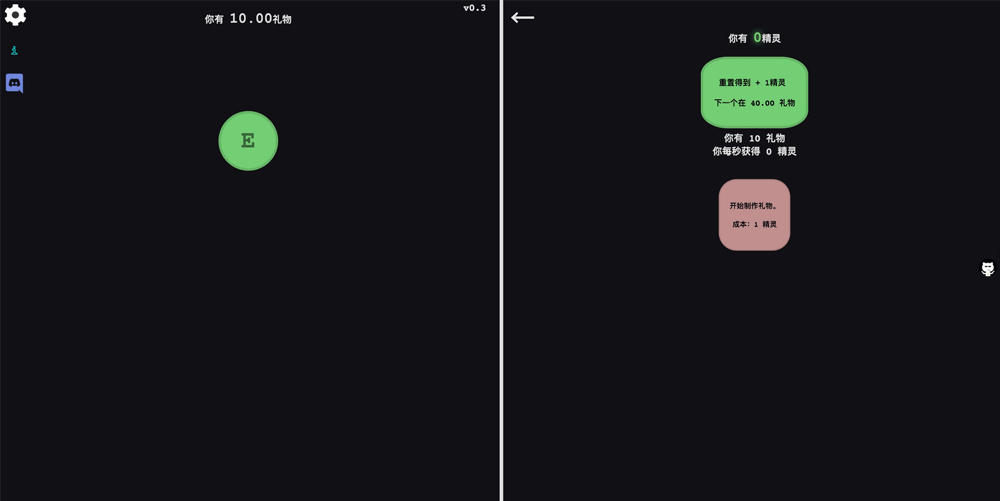 v0.3
你有 10.00礼物
i
E
你有 0精灵
重置得到 + 1精灵
下一个在 40.00 礼物
你有 10 礼物
你每秒获得 0 精灵
开始制作礼物。
成本: 1 精灵